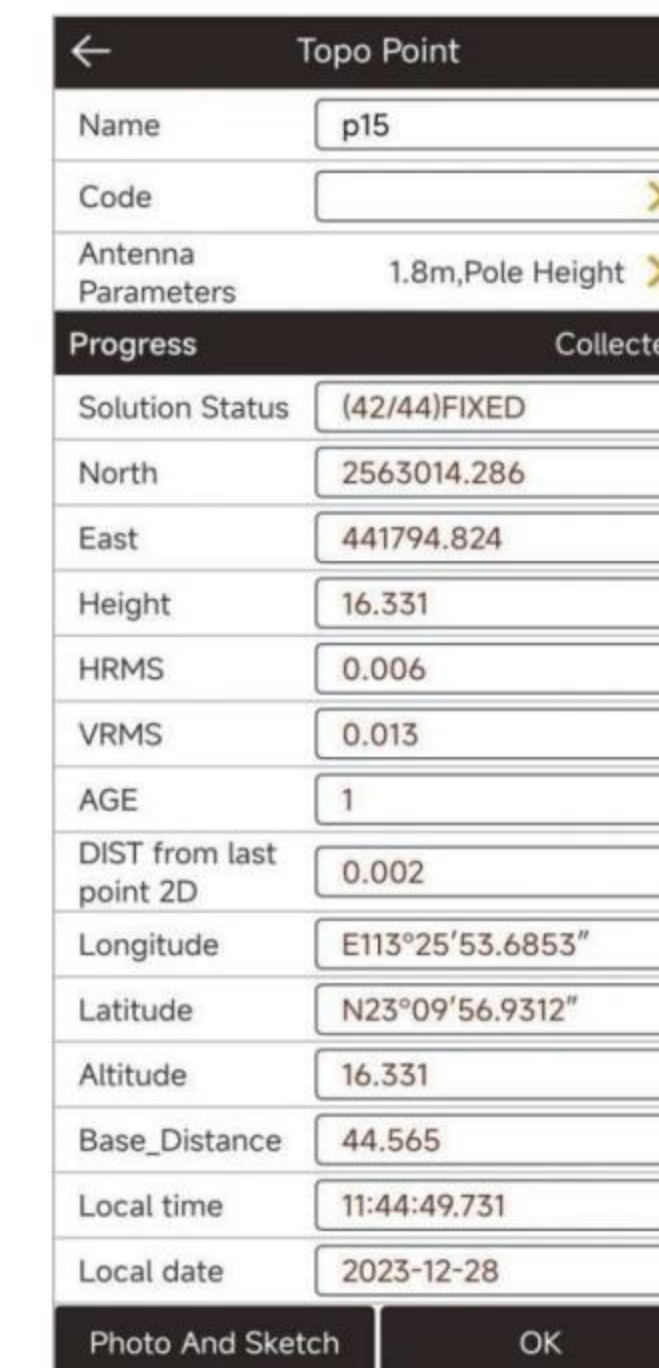 Topo Point
Name p15
Code
Antenna
Parameters 1.8m,Pole Height
Progress Collecte
Solution Status (42/44)FIXED
North 2563014.286
East 441794.824
Height 16.331
HRMS 0.006
VRMS 0.013
AGE 1
DIST from last
point 2D 0.002
Longitude E113°25′53.6853″
Latitude N23°09′56.9312″
Altitude 16.331
Base_Distance 44.565
Local time 11:44:49.731
Local date 2023-12-28
Photo And Sketch OK